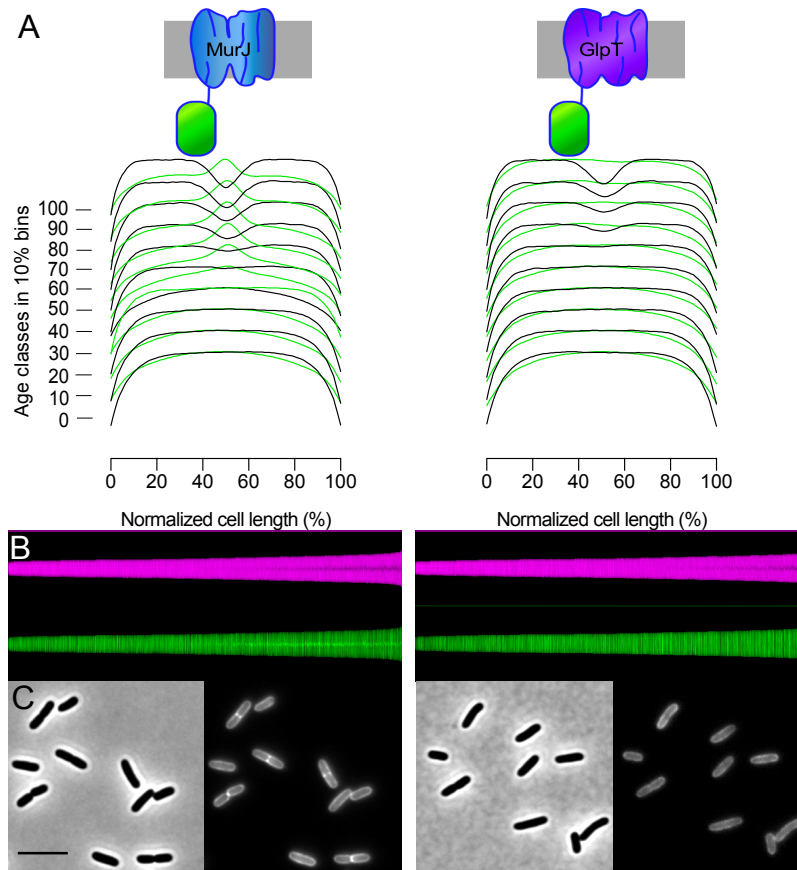 A
MurJ
GlpT
Age classes in 10% bins
100
90
80
70
60
50
40
30
20
10
0
0 20 40 60 80 100
0 20 40 60 80 100
Normalized cell length (%)
Normalized cell length (%)
B
C